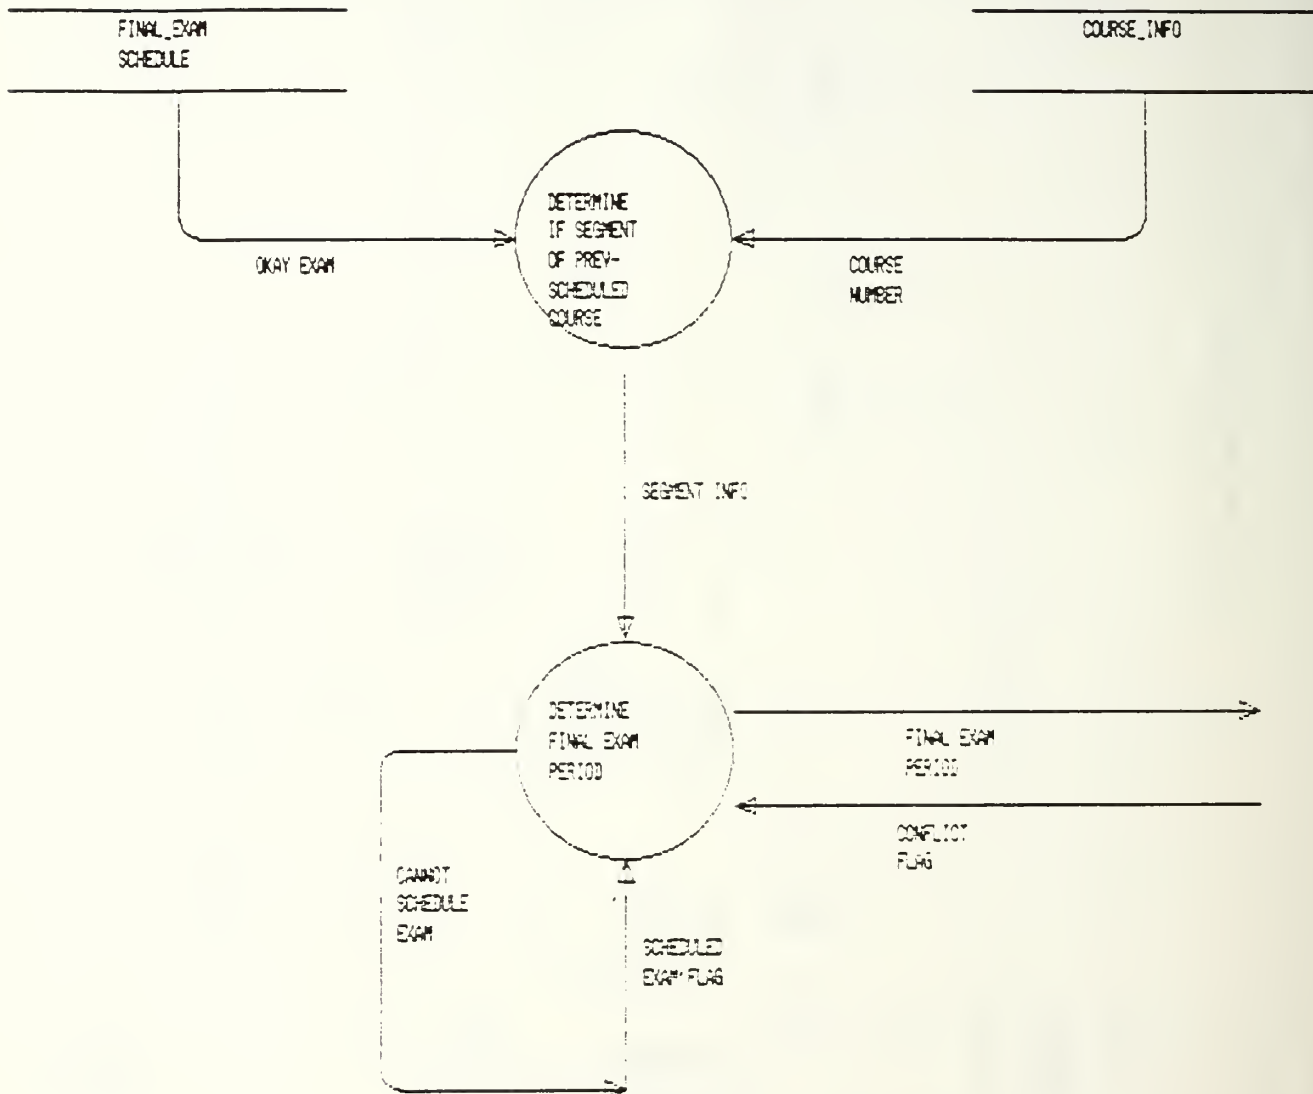 FINAL_EXAM
SCHEDULE
COURSE_INFO
DETERMINE
IF SEGMENT
OF PREV-
SCHEDULED
COURSE
OKAY EXAM
COURSE
NUMBER
SEGMENT INFO
DETERMINE
FINAL EXAM
PERIOD
FINAL EXAM
PERIOD
CONFLICT
FLAG
CANNOT
SCHEDULE
EXAM
SCHEDULED
EXAM FLAG